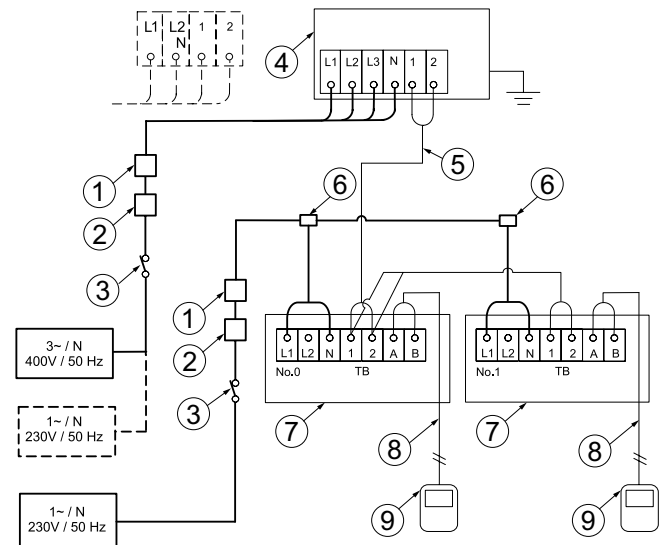 L1 L2 N 1 2
4
L1 L2 L3 N 1 2
5
1
2
3
6
6
1
2
3
3~ / N
400V / 50 Hz
1~ / N
230V / 50 Hz
1~ / N
230V / 50 Hz
L1 L2 N 1 2 A B
No.0 TB
L1 L2 N 1 2 A B
No.1 TB
7
7
8
8
9
9